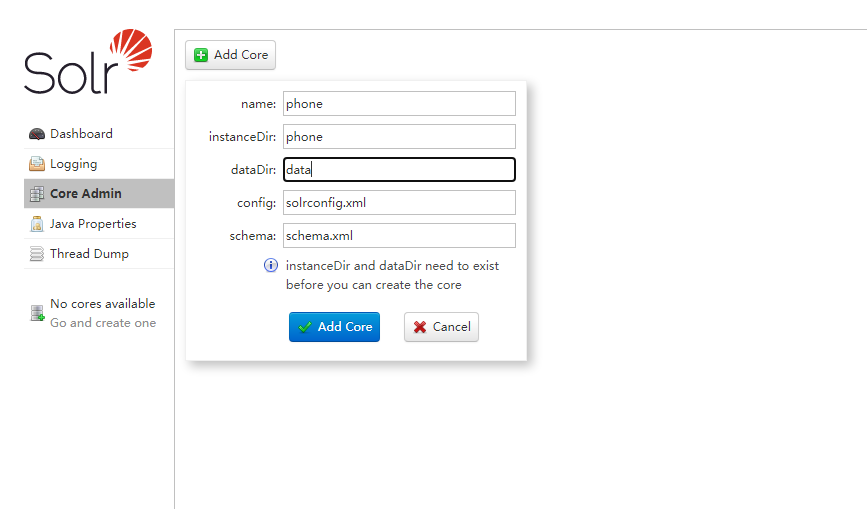 Solr
Dashboard
Logging
Core Admin
Java Properties
Thread Dump
No cores available
Go and create one
Add Core
name: phone
instanceDir: phone
dataDir: data
config: solrconfig.xml
schema: schema.xml
instanceDir and dataDir need to exist
before you can create the core
Add Core Cancel